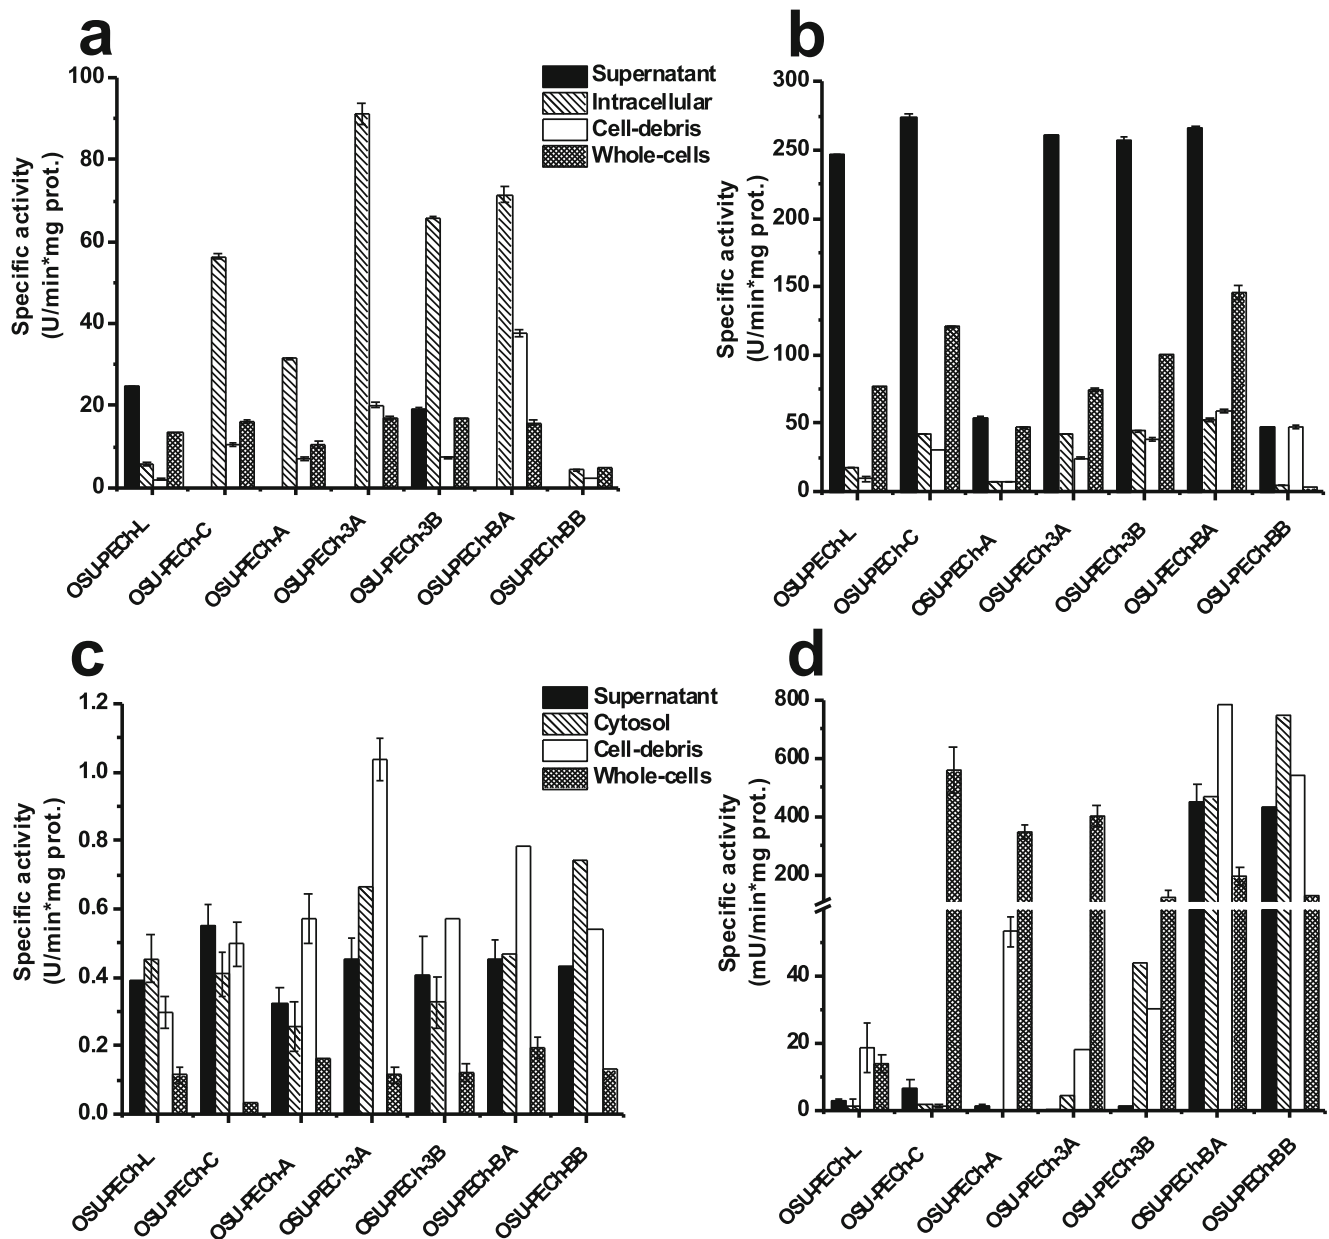 a
100
80
60
40
20
0
Specific activity
(U/min*mg prot.)
Supernatant
Intracellular
Cell-debris
Whole-cells
OSU-PECh-L
OSU-PECh-C
OSU-PECh-A
OSU-PECh-3A
OSU-PECh-3B
OSU-PECh-BA
OSU-PECh-BB
b
300
250
200
150
100
50
0
Specific activity
(U/min*mg prot.)
OSU-PECh-L
OSU-PECh-C
OSU-PECh-A
OSU-PECh-3A
OSU-PECh-3B
OSU-PECh-BA
OSU-PECh-BB
c
1.2
1.0
0.8
0.6
0.4
0.2
0.0
Specific activity
(U/min*mg prot.)
Supernatant
Cytosol
Cell-debris
Whole-cells
OSU-PECh-L
OSU-PECh-C
OSU-PECh-A
OSU-PECh-3A
OSU-PECh-3B
OSU-PECh-BA
OSU-PECh-BB
d
800
600
400
200
40
20
0
Specific activity
(mU/min*mg prot.)
OSU-PECh-L
OSU-PECh-C
OSU-PECh-A
OSU-PECh-3A
OSU-PECh-3B
OSU-PECh-BA
OSU-PECh-BB